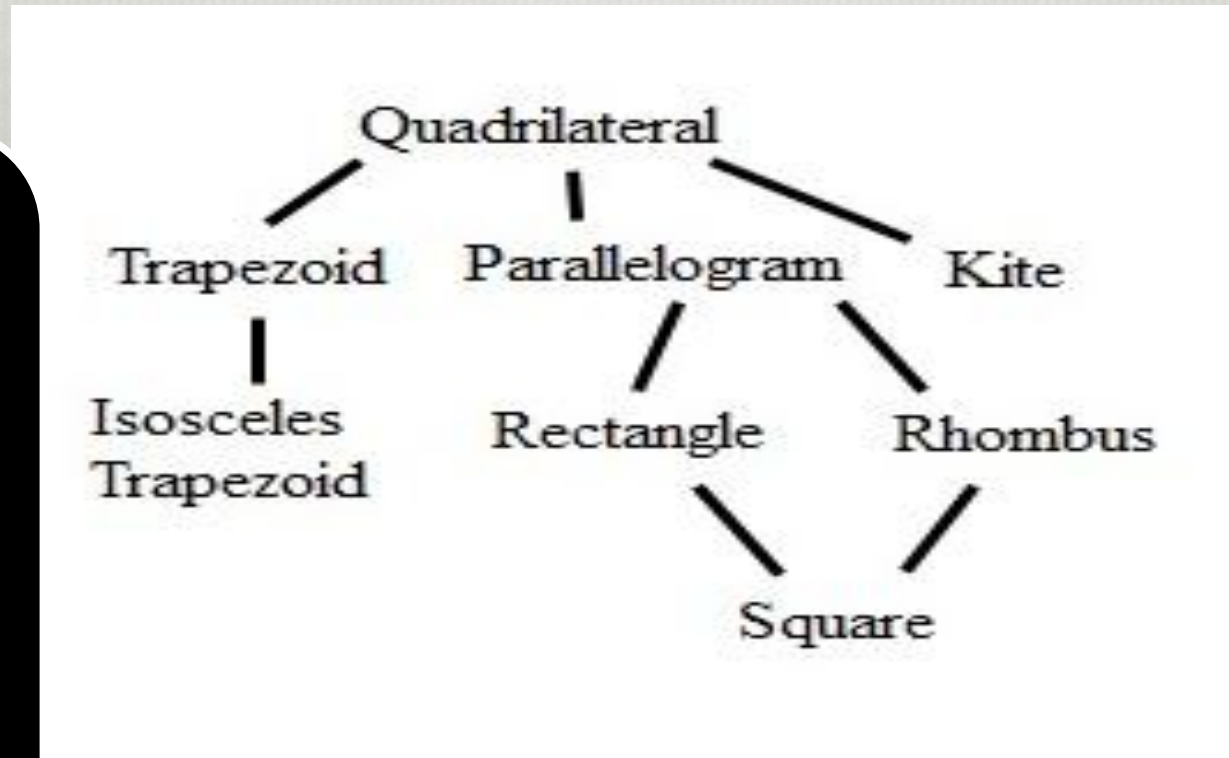 Quadrilateral
Trapezoid Parallelogram Kite
Isosceles
Trapezoid
Rectangle Rhombus
Square